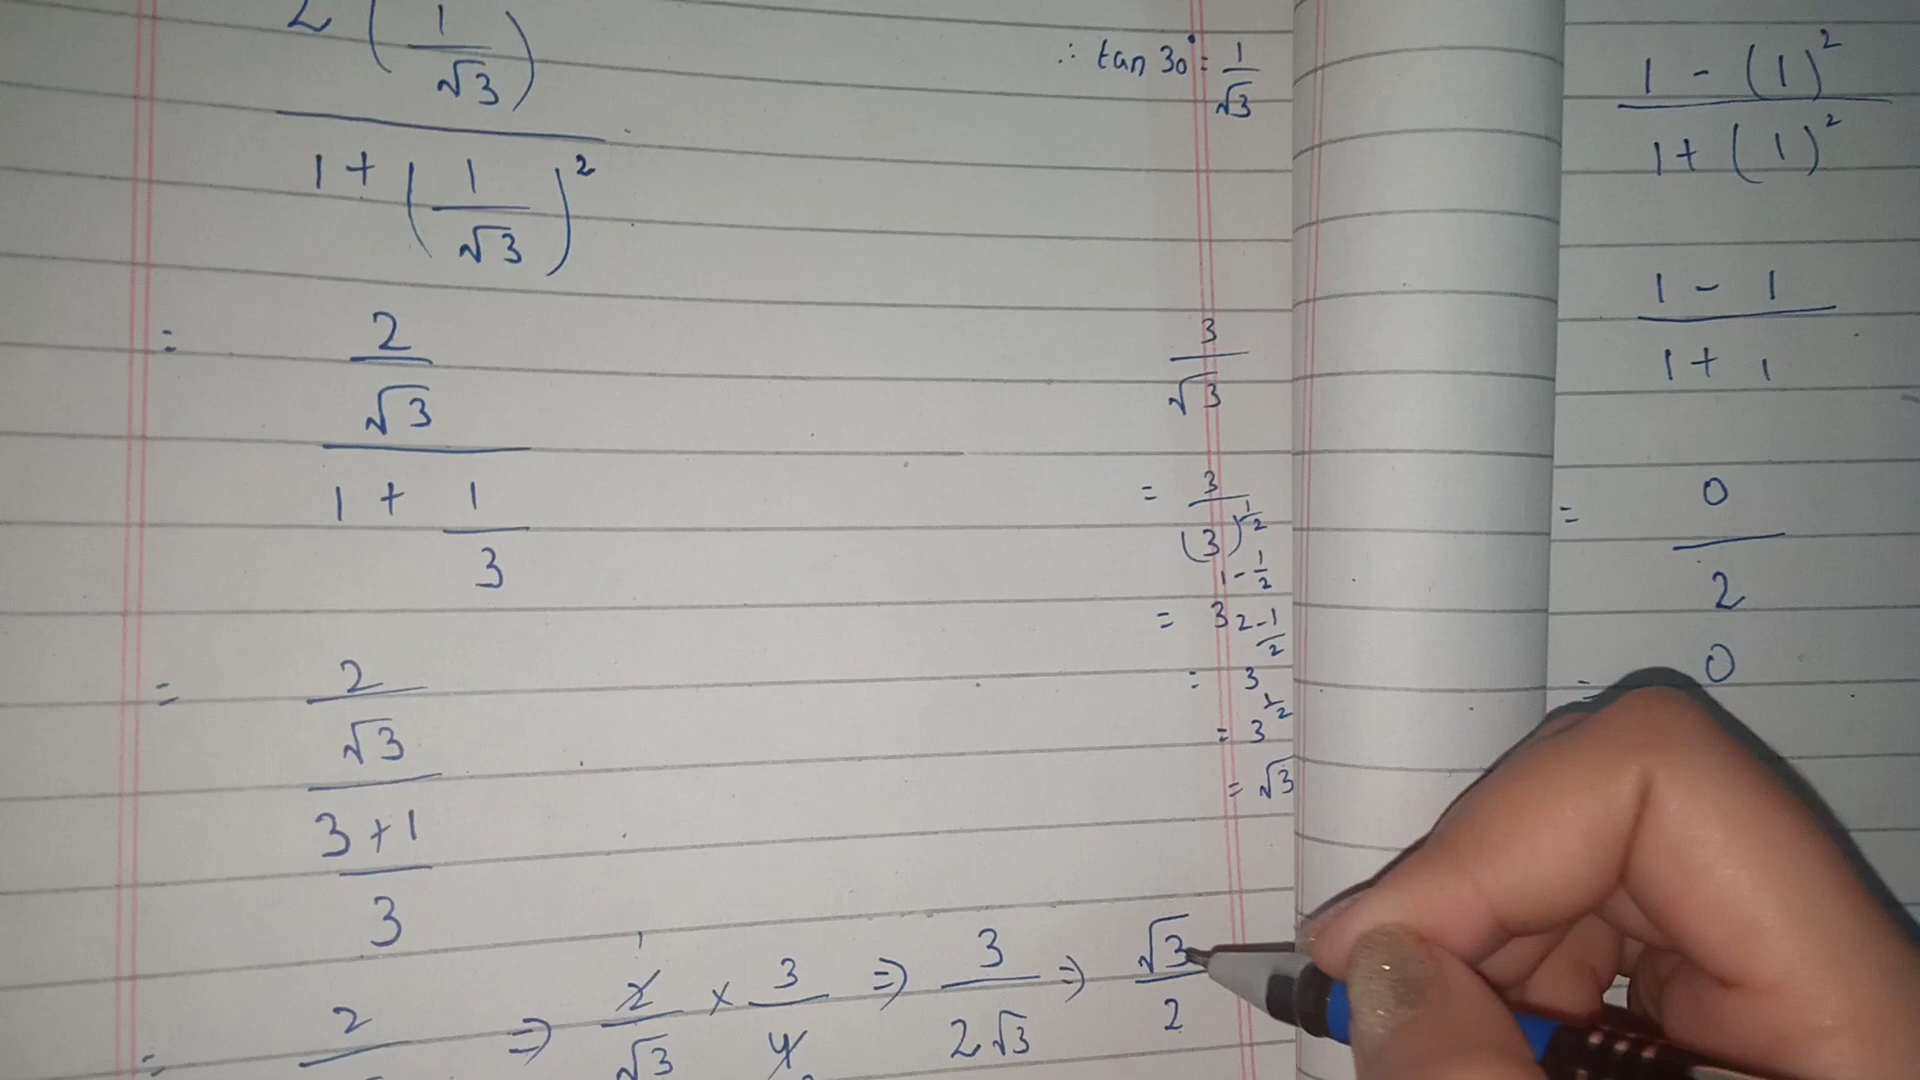 2 (1/√3)
1 + (1/√3)²
= 2/√3
1 + 1/3
= 2/√3
3 + 1
3
= 2 ⇒ 2/√3 × 3/4 ⇒ 3/2√3 ⇒ √3/2
∴ tan 30° = 1/√3
3/√3
= 3/(3)^1/2
= 3^1-1/2
2-1/2
= 3
= 3^1/2
= √3
1 - (1)²
1 + (1)²
1 - 1
1 + 1
= 0
2
= 0